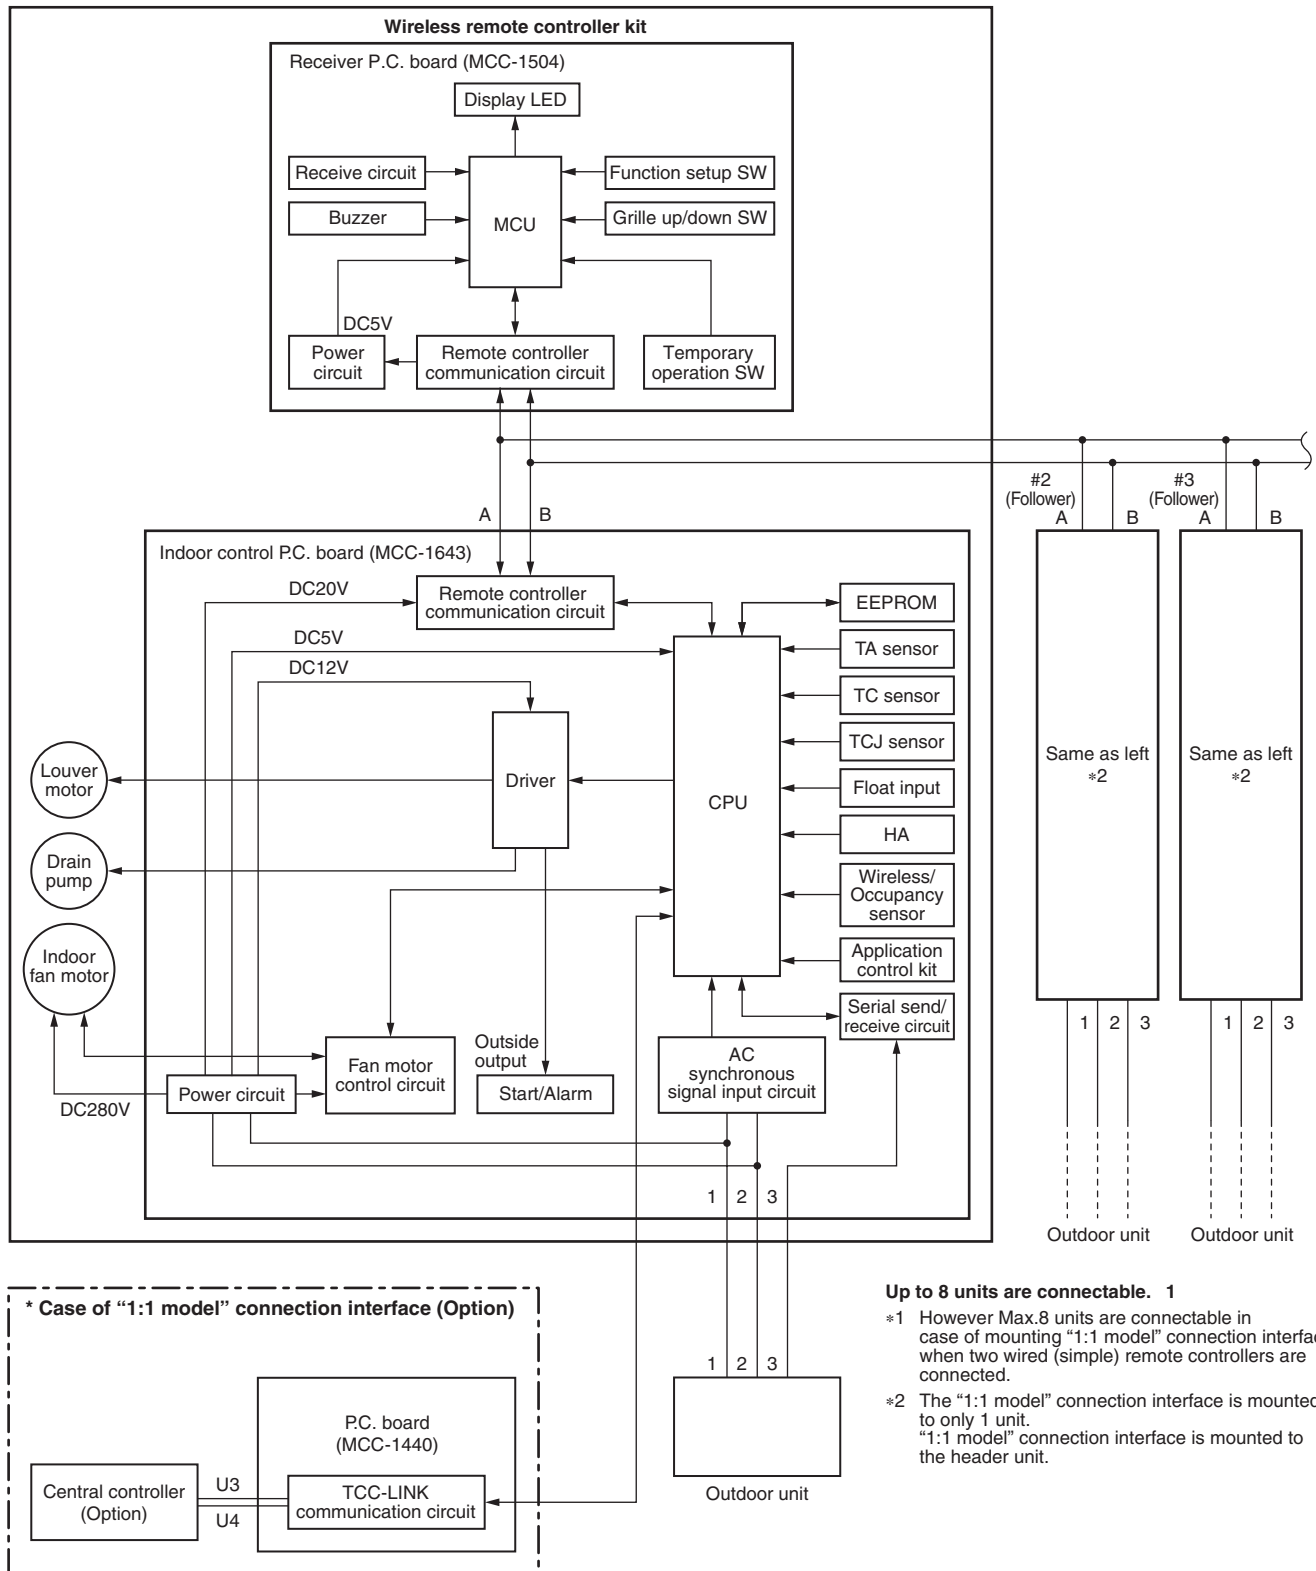 Wireless remote controller kit
Receiver P.C. board (MCC-1504)
Display LED
Receive circuit
Function setup SW
Buzzer
MCU
Grille up/down SW
DC5V
Power
circuit
Remote controller
communication circuit
Temporary
operation SW
#2
(Follower)
#3
(Follower)
A
B
A
B
A
B
Indoor control P.C. board (MCC-1643)
DC20V
Remote controller
communication circuit
EEPROM
DC5V
TA sensor
DC12V
TC sensor
TCJ sensor
Louver
motor
Driver
CPU
Float input
HA
Same as left
*2
Same as left
*2
Drain
pump
Wireless/
Occupancy
sensor
Indoor
fan motor
Application
control kit
Serial send/
receive circuit
1
2
3
1
2
3
Outside
output
Fan motor
control circuit
AC
synchronous
signal input circuit
Power circuit
Start/Alarm
DC280V
1
2
3
Outdoor unit
Outdoor unit
* Case of “1:1 model” connection interface (Option)
P.C. board
(MCC-1440)
Central controller
(Option)
U3
U4
TCC-LINK
communication circuit
1
2
3
Outdoor unit
Up to 8 units are connectable. 1
*1 However Max.8 units are connectable in
case of mounting “1:1 model” connection
when two wired (simple) remote controllers are
connected.
*2 The “1:1 model” connection interface is mounted
to only 1 unit.
“1:1 model” connection interface is mounted to
the header unit.